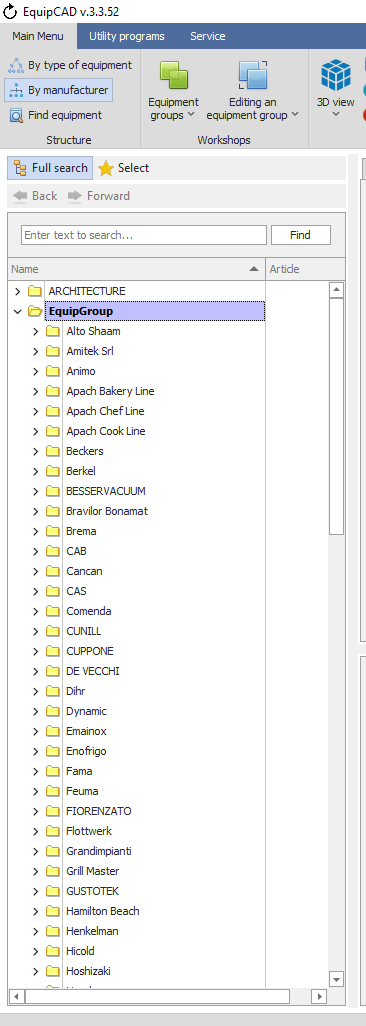 EquipCAD v.3.3.52
Main Menu Utility programs Service
By type of equipment
By manufacturer
Find equipment
Structure
Equipment groups
Editing an equipment group
Workshops
3D view
Full search Select
Back Forward
Enter text to search... Find
Name Article
ARCHITECTURE
EquipGroup
Alto Shaam
Amitek Srl
Animo
Apach Bakery Line
Apach Chef Line
Apach Cook Line
Beckers
Berkel
BESSERVACUUM
Bravilor Bonamat
Brema
CAB
Cancan
CAS
Comenda
CUNILL
CUPPONE
DE VECCHI
Dihr
Dynamic
Emainox
Enofrigo
Fama
Feuma
FIORENZATO
Flottwerk
Grandimpianti
Grill Master
GUSTOTEK
Hamilton Beach
Henkelman
Hicold
Hoshizaki